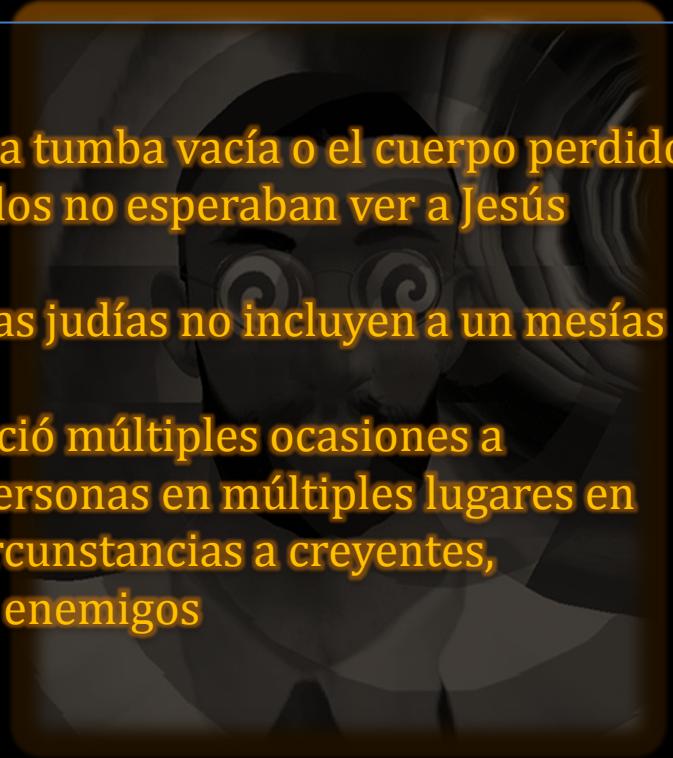 a tumba vacía o el cuerpo perdido
los no esperaban ver a Jesús
as judías no incluyen a un mesías
ció múltiples ocasiones a
ersonas en múltiples lugares en
rcunstancias a creyentes,
enemigos